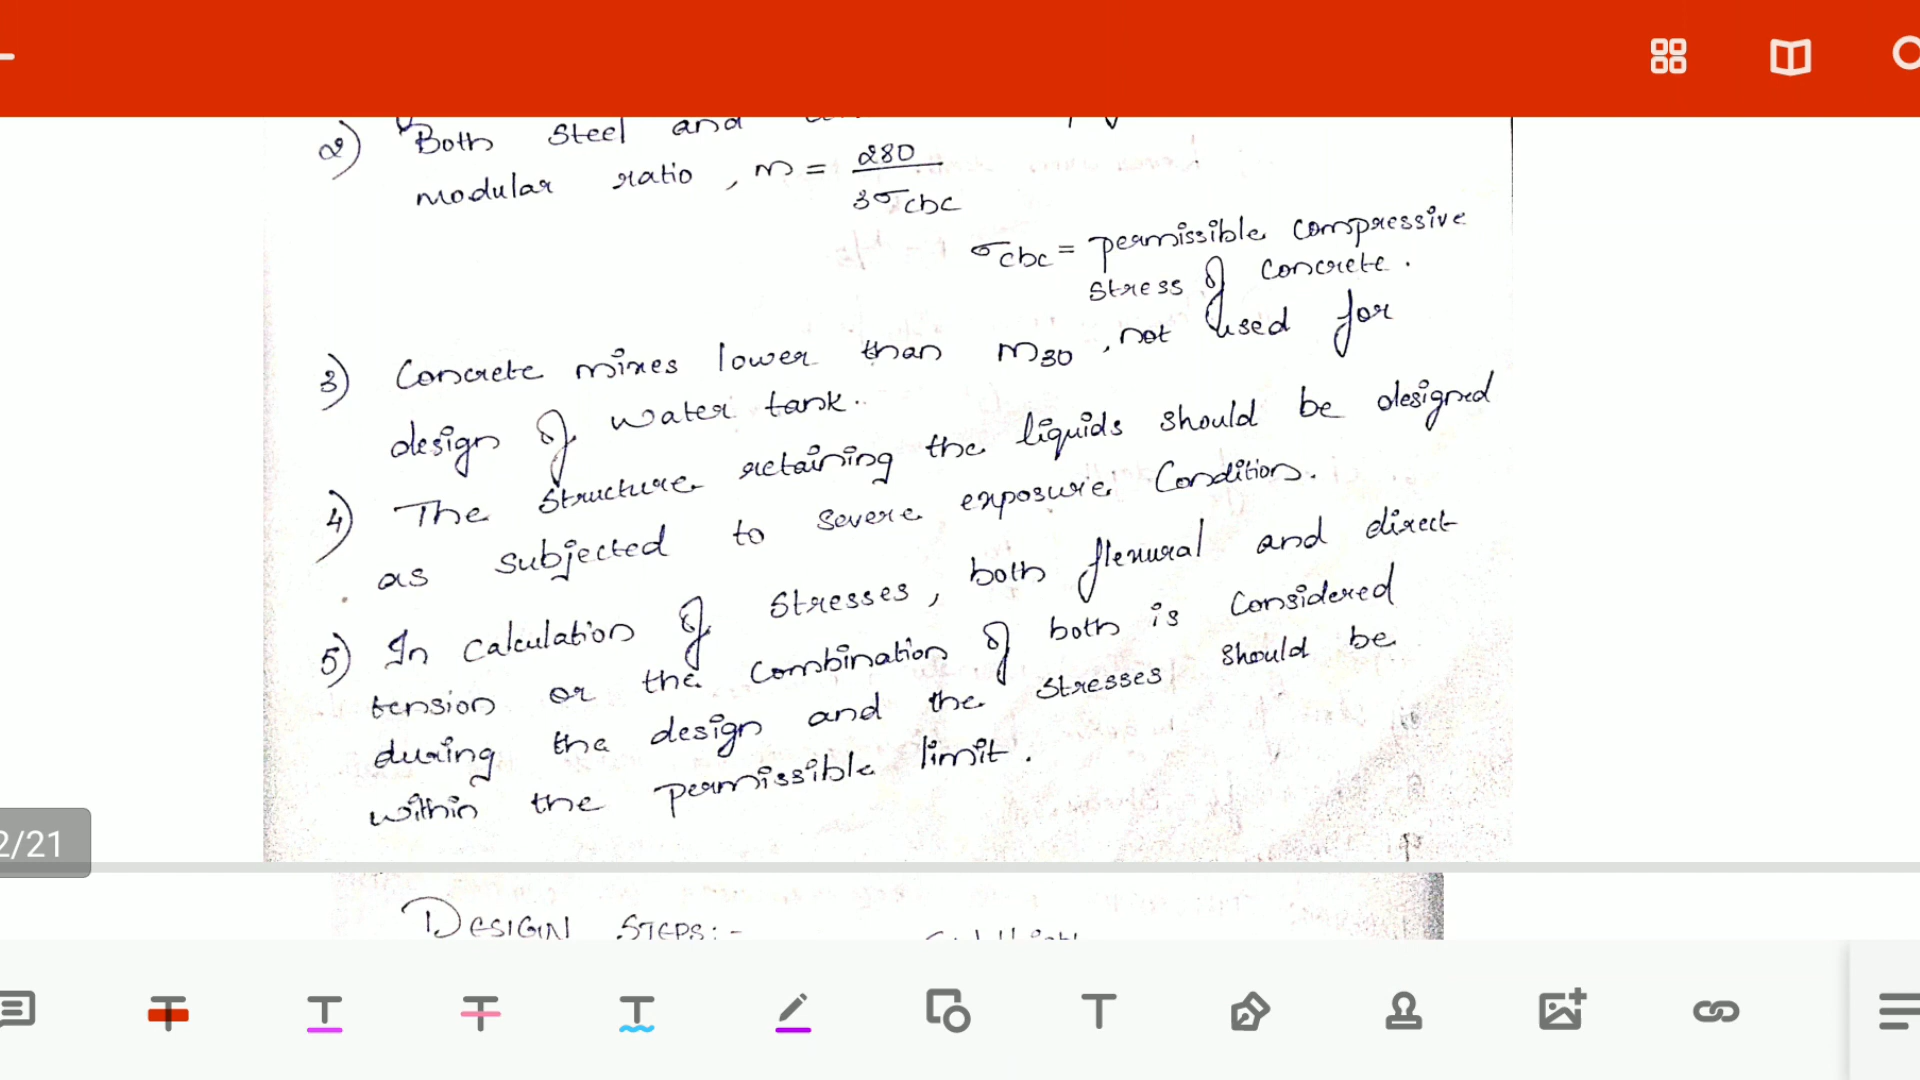 2) Both Steel and
modular ratio, m = 280 / 3σcbc
σcbc = permissible compressive
stress of concrete.
3) Concrete mixes lower than M30, not used for
design of water tank.
4) The structure retaining the liquids should be designed
as subjected to severe exposure Condition.
5) In calculation of stresses, both flexural and direct
tension or the combination of both is considered
during the design and the stresses should be
within the permissible limit.
2/21
DESIGN STEPS:-